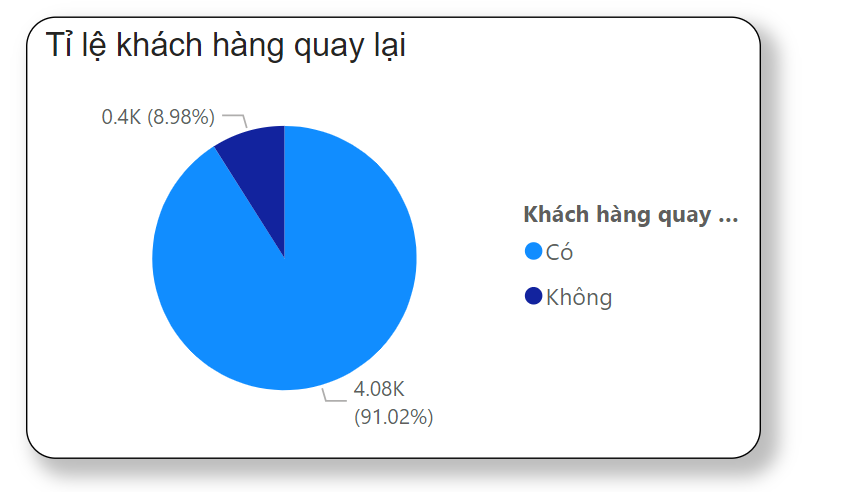 Tỉ lệ khách hàng quay lại
0.4K (8.98%)
Khách hàng quay ...
Có
Không
4.08K
(91.02%)